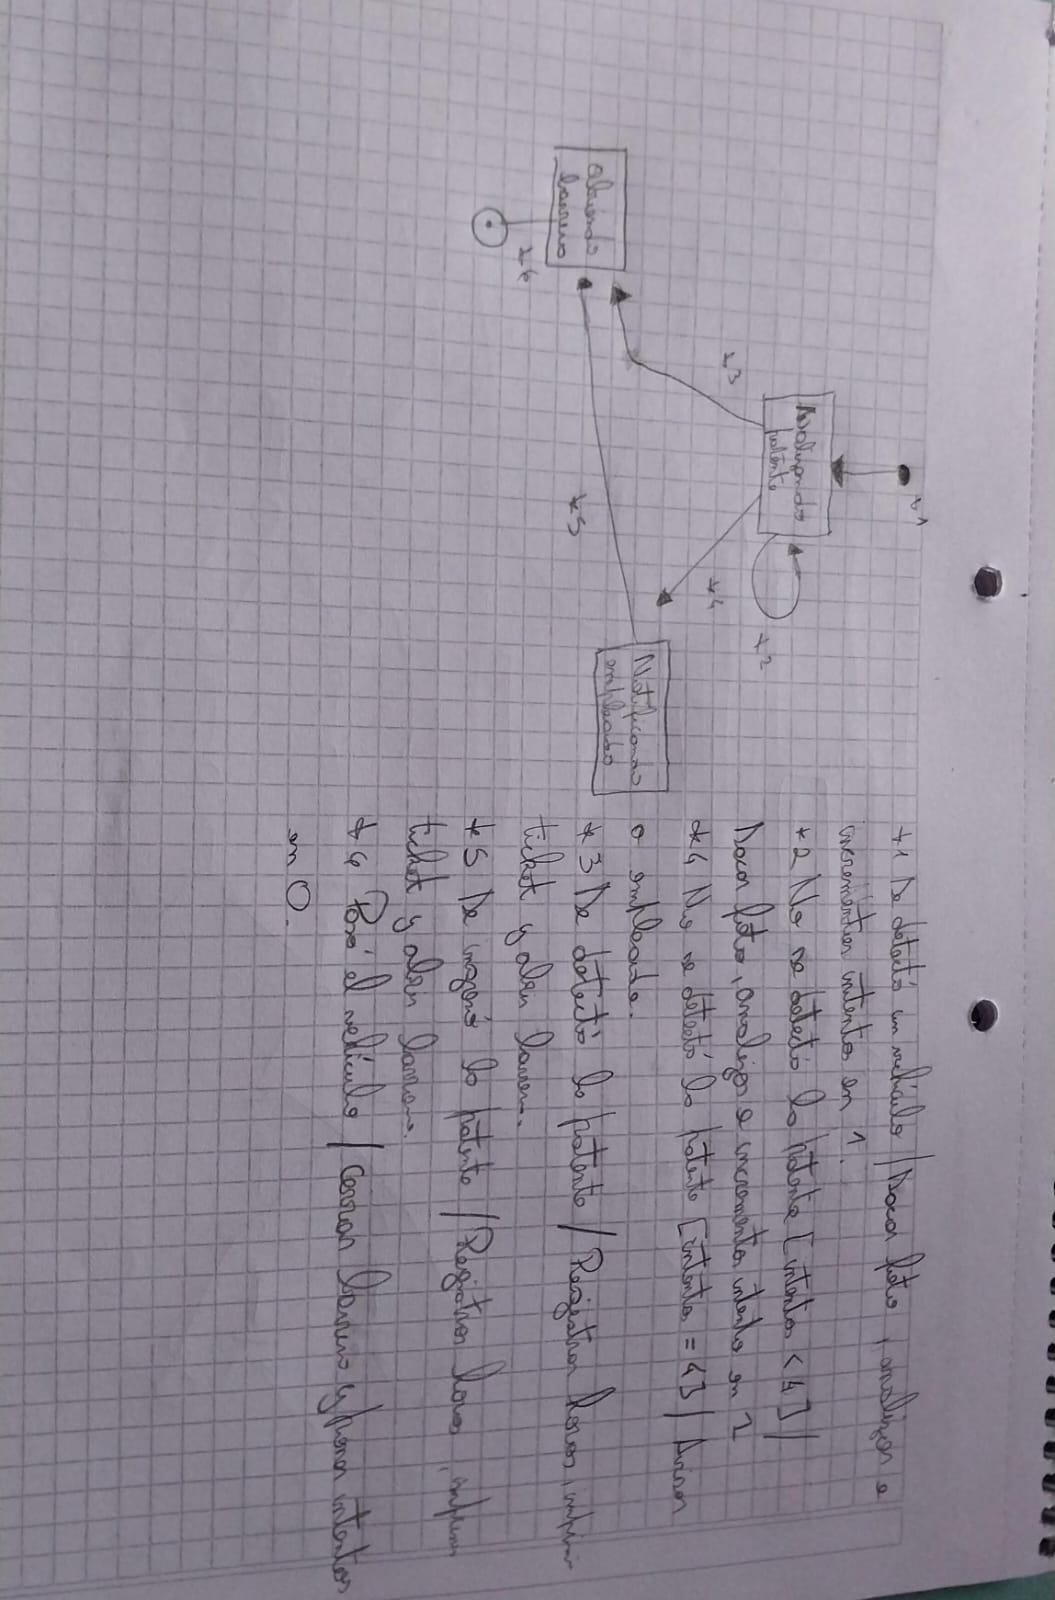 *1
Analizando
patente
*2
*3
*4
Abriendo
barrera
*5
Notificando
empleado
*6
*1 Se detectó un vehículo / Sacar foto, analizar e
incrementar intento en 1.
*2 No se detectó la patente [intentos < 4] /
Sacar foto, analizar e incrementar intento en 1
*4 No se detectó la patente [intentos = 4] / Avisar
a empleado.
*3 Se detectó la patente / Registrar hora, imprimir
ticket y abrir barrera.
*5 Se ingresó la patente / Registrar hora, imprimir
ticket y abrir barrera.
*6 Pasó el vehículo / Cerrar barrera y poner intentos
en 0.